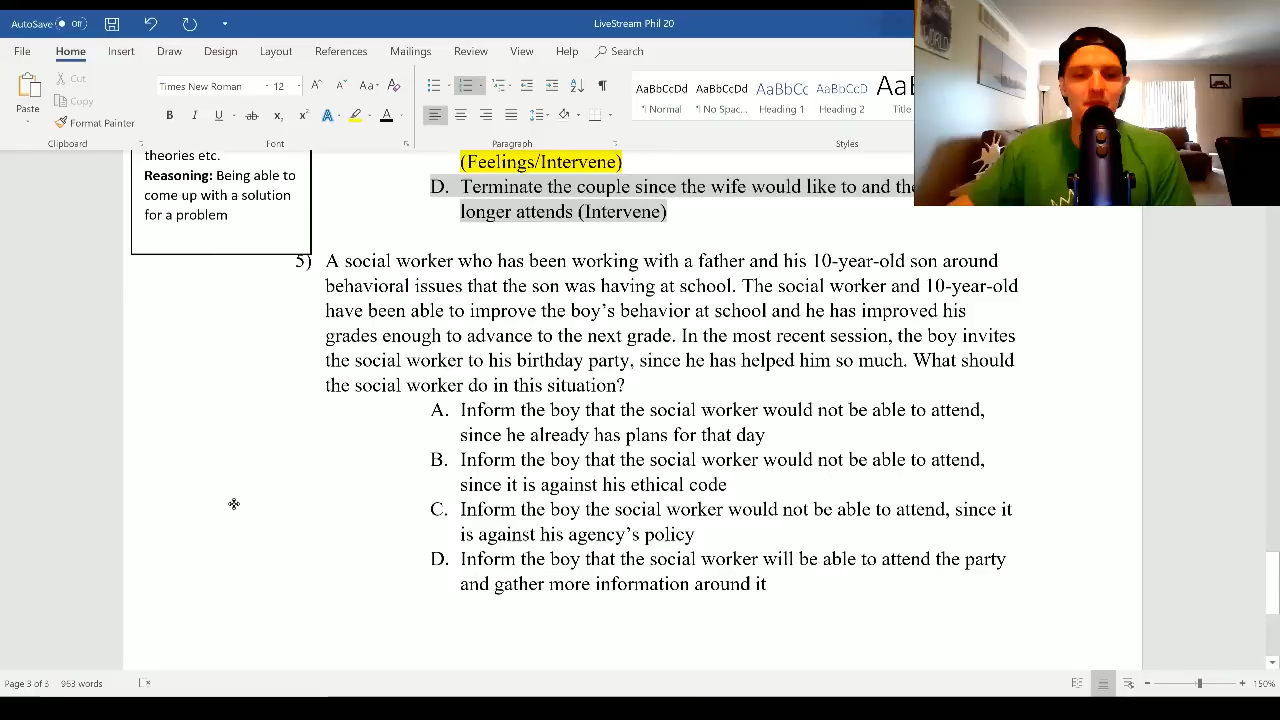 AutoSave Off
LiveStream Phil 20
File Home Insert Draw Design Layout References Mailings Review View Help Search
Paste
Cut
Copy
Format Painter
Times New Roman 12
AaBbCcDd AaBbCcDd AaBbCc AaBbCcD
¶ Normal ¶ No Spac... Heading 1 Heading 2 Title
Clipboard Font Paragraph Styles
theories etc.
Reasoning: Being able to
come up with a solution
for a problem
(Feelings/Intervene)
D. Terminate the couple since the wife would like to and
longer attends (Intervene)
5) A social worker who has been working with a father and his 10-year-old son around
behavioral issues that the son was having at school. The social worker and 10-year-old
have been able to improve the boy’s behavior at school and he has improved his
grades enough to advance to the next grade. In the most recent session, the boy invites
the social worker to his birthday party, since he has helped him so much. What should
the social worker do in this situation?
A. Inform the boy that the social worker would not be able to attend,
since he already has plans for that day
B. Inform the boy that the social worker would not be able to attend,
since it is against his ethical code
C. Inform the boy the social worker would not be able to attend, since it
is against his agency’s policy
D. Inform the boy that the social worker will be able to attend the party
and gather more information around it
Page 3 of 3 963 words
150%